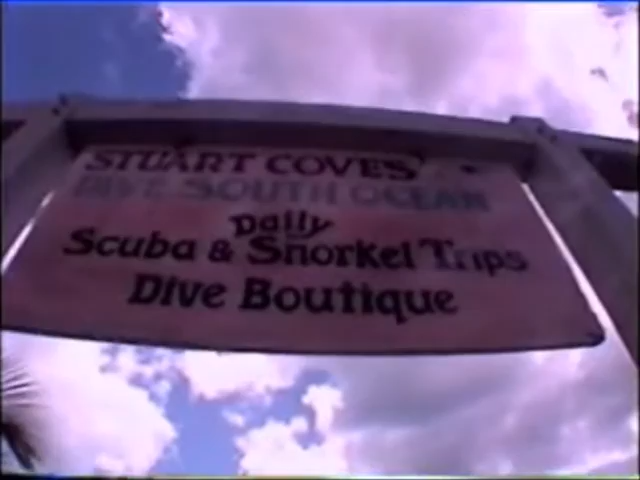 STUART COVES'
DIVE SOUTH OCEAN
Daily
Scuba & Snorkel Trips
Dive Boutique